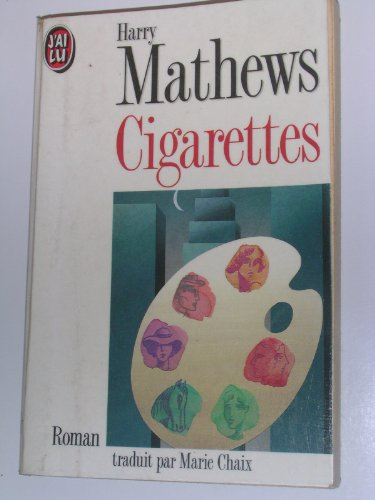 J'AI
LU
Harry
Mathews
Cigarettes
Roman
traduit par Marie Chaix